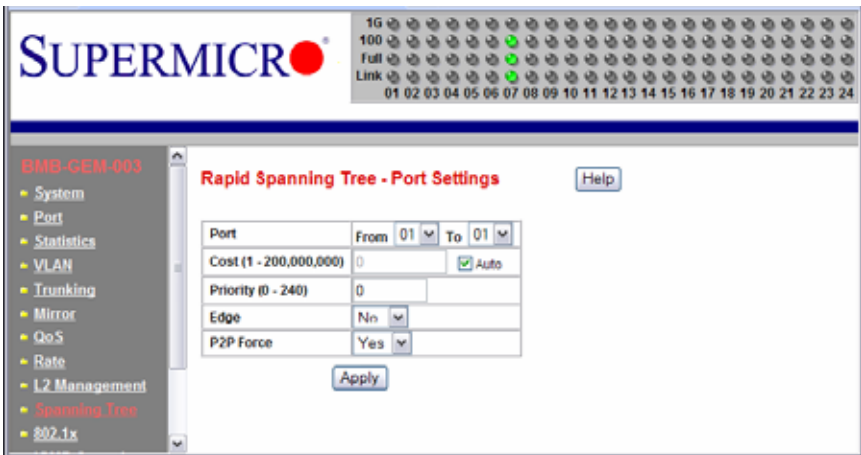 SUPERMICRO
1G
100
Full
Link
01 02 03 04 05 06 07 08 09 10 11 12 13 14 15 16 17 18 19 20 21 22 23 24
BMB-GEM-003
System
Port
Statistics
VLAN
Trunking
Mirror
QoS
Rate
L2 Management
Spanning Tree
802.1x
Rapid Spanning Tree - Port Settings
Help
Port From 01 To 01
Cost (1 - 200,000,000) 0 Auto
Priority (0 - 240) 0
Edge No
P2P Force Yes
Apply